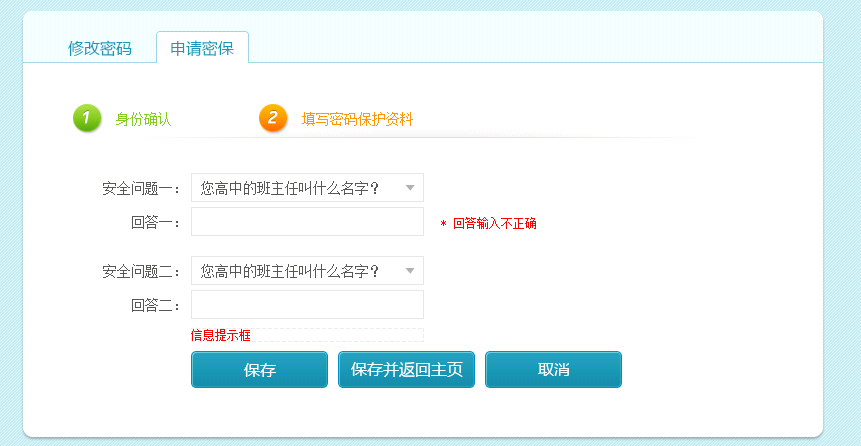 修改密码 申请密保
1 身份确认 2 填写密码保护资料
安全问题一： 您高中的班主任叫什么名字？
回答一： * 回答输入不正确
安全问题二： 您高中的班主任叫什么名字？
回答二：
信息提示框
保存 保存并返回主页 取消